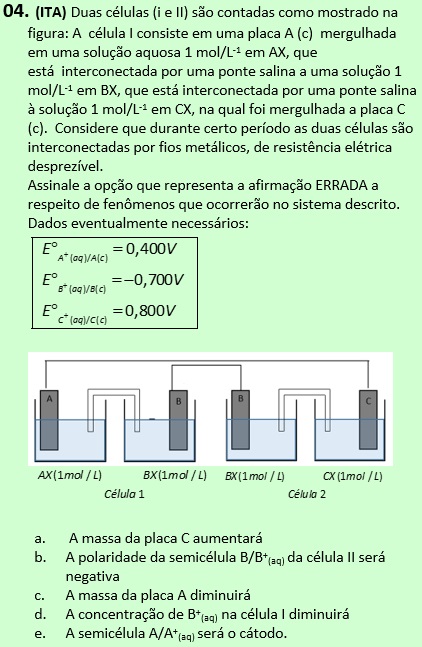 04. (ITA) Duas células (i e II) são contadas como mostrado na
figura: A célula I consiste em uma placa A (c) mergulhada
em uma solução aquosa 1 mol/L⁻¹ em AX, que
está interconectada por uma ponte salina a uma solução 1
mol/L⁻¹ em BX, que está interconectada por uma ponte salina
à solução 1 mol/L⁻¹ em CX, na qual foi mergulhada a placa C
(c). Considere que durante certo período as duas células são
interconectadas por fios metálicos, de resistência elétrica
desprezível.
Assinale a opção que representa a afirmação ERRADA a
respeito de fenômenos que ocorrerão no sistema descrito.
Dados eventualmente necessários:
E° A⁺(aq)/A(c) = 0,400V
E° B⁺(aq)/B(c) = −0,700V
E° C⁺(aq)/C(c) = 0,800V
A B B C
AX(1mol / L) BX(1mol / L) BX(1mol / L) CX(1mol / L)
Célula 1 Célula 2
a. A massa da placa C aumentará
b. A polaridade da semicélula B/B⁺(aq) da célula II será
negativa
c. A massa da placa A diminuirá
d. A concentração de B⁺(aq) na célula I diminuirá
e. A semicélula A/A⁺(aq) será o cátodo.